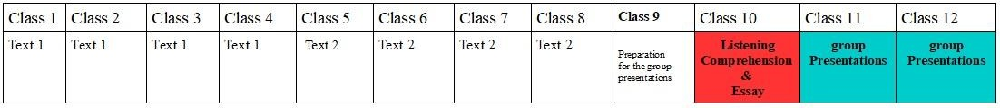 Class 1 Class 2 Class 3 Class 4 Class 5 Class 6 Class 7 Class 8 Class 9 Class 10 Class 11 Class 12
Text 1 Text 1 Text 1 Text 1 Text 2 Text 2 Text 2 Text 2
Preparation
for the group
presentations
Listening
Comprehension
&
Essay
group
Presentations
group
Presentations